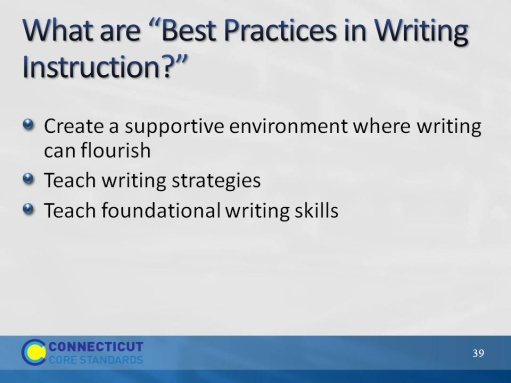 What are “Best Practices in Writing
Instruction?”
Create a supportive environment where writing
can flourish
Teach writing strategies
Teach foundational writing skills
CONNECTICUT
CORE STANDARDS
39